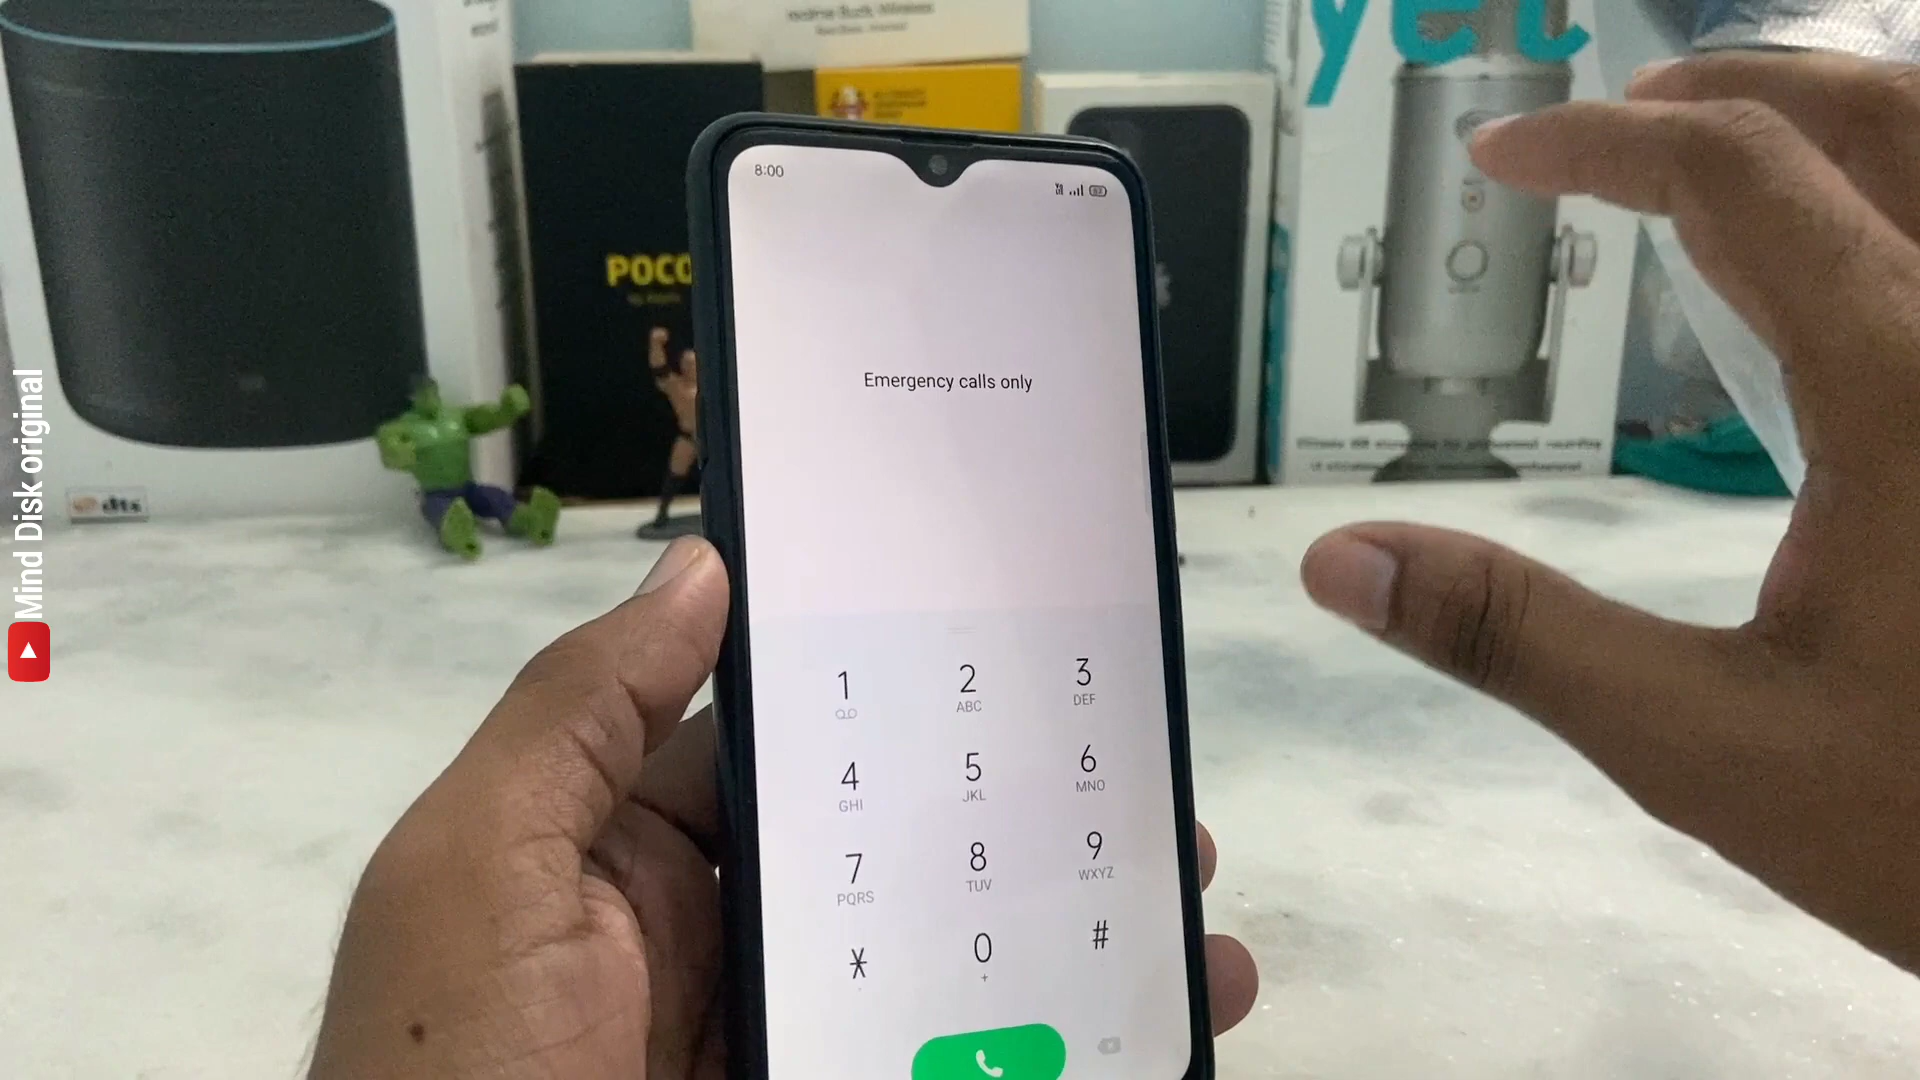 yet
POCO
dts
Mind Disk original
8:00
Emergency calls only
1
2
ABC
3
DEF
4
GHI
5
JKL
6
MNO
7
PQRS
8
TUV
9
WXYZ
*
0
+
#